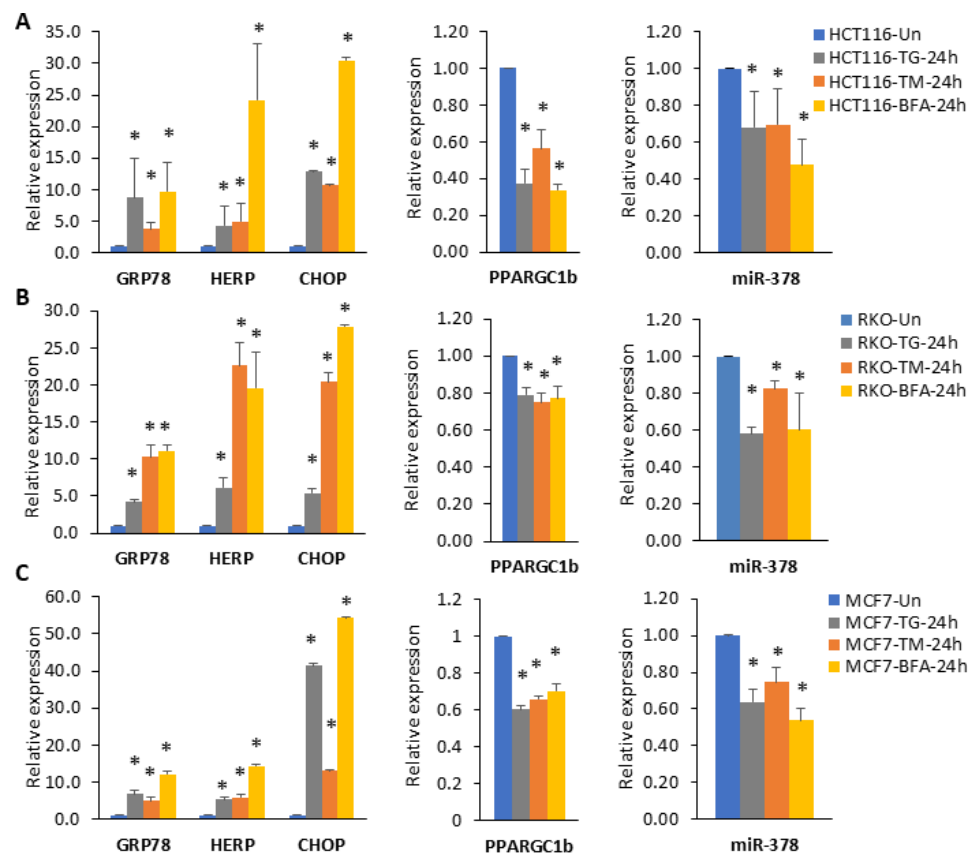 A
Relative expression
35.0
30.0
25.0
20.0
15.0
10.0
5.0
0.0
* * * * * * * * *
GRP78 HERP CHOP
Relative expression
1.20
1.00
0.80
0.60
0.40
0.20
0.00
* * *
PPARGC1b
Relative expression
1.20
1.00
0.80
0.60
0.40
0.20
0.00
* * *
miR-378
HCT116-Un
HCT116-TG-24h
HCT116-TM-24h
HCT116-BFA-24h
B
Relative expression
30.0
25.0
20.0
15.0
10.0
5.0
0.0
* * * * * * * * *
GRP78 HERP CHOP
Relative expression
1.20
1.00
0.80
0.60
0.40
0.20
0.00
* * *
PPARGC1b
Relative expression
1.20
1.00
0.80
0.60
0.40
0.20
0.00
* * *
miR-378
RKO-Un
RKO-TG-24h
RKO-TM-24h
RKO-BFA-24h
C
Relative expression
60.0
50.0
40.0
30.0
20.0
10.0
0.0
* * * * * * * * *
GRP78 HERP CHOP
Relative expression
1.2
1
0.8
0.6
0.4
0.2
0
* * *
PPARGC1b
Relative expression
1.20
1.00
0.80
0.60
0.40
0.20
0.00
* * *
miR-378
MCF7-Un
MCF7-TG-24h
MCF7-TM-24h
MCF7-BFA-24h